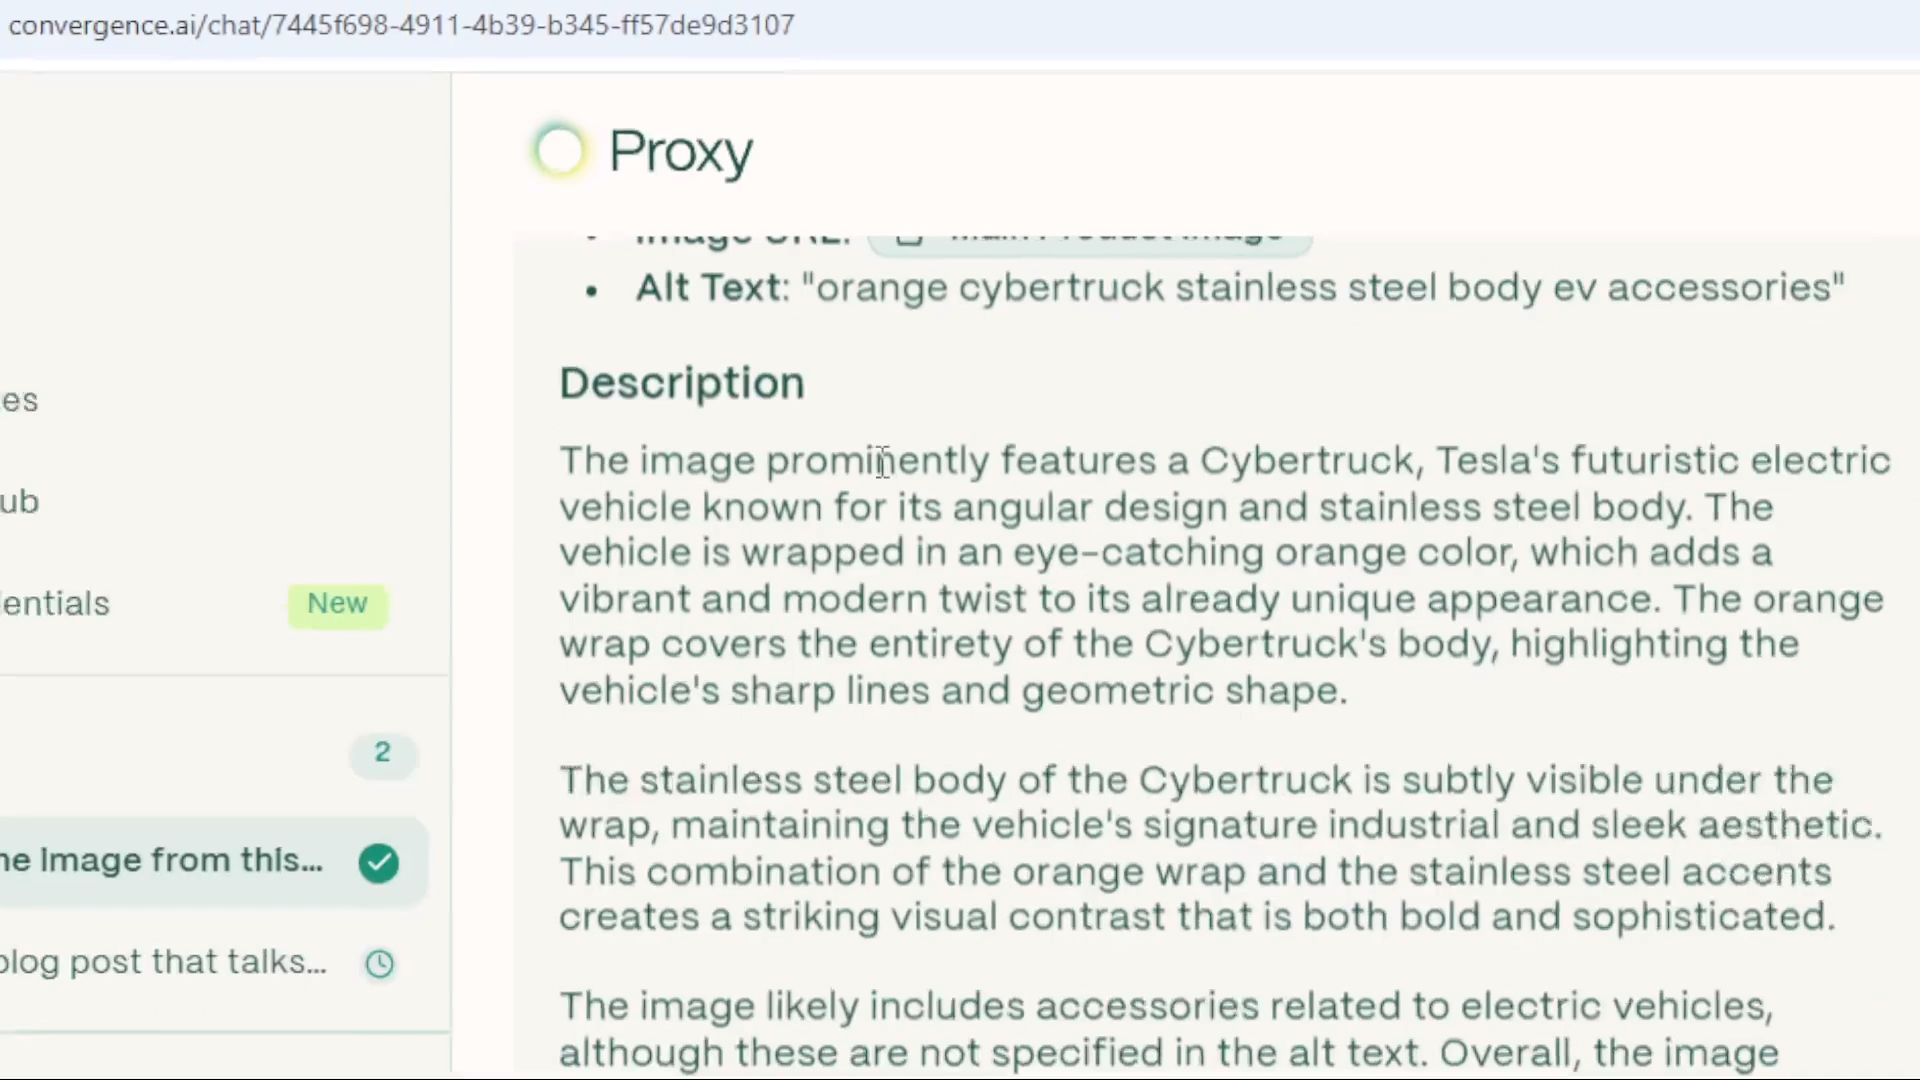 convergence.ai/chat/7445f698-4911-4b39-b345-ff57de9d3107
Proxy
• Image URL: Main Product Image
• Alt Text: "orange cybertruck stainless steel body ev accessories"
Description
The image prominently features a Cybertruck, Tesla's futuristic electric
vehicle known for its angular design and stainless steel body. The
vehicle is wrapped in an eye-catching orange color, which adds a
vibrant and modern twist to its already unique appearance. The orange
wrap covers the entirety of the Cybertruck's body, highlighting the
vehicle's sharp lines and geometric shape.
The stainless steel body of the Cybertruck is subtly visible under the
wrap, maintaining the vehicle's signature industrial and sleek aesthetic.
This combination of the orange wrap and the stainless steel accents
creates a striking visual contrast that is both bold and sophisticated.
The image likely includes accessories related to electric vehicles,
although these are not specified in the alt text. Overall, the image
es
ub
entials New
2
ne image from this...
blog post that talks...